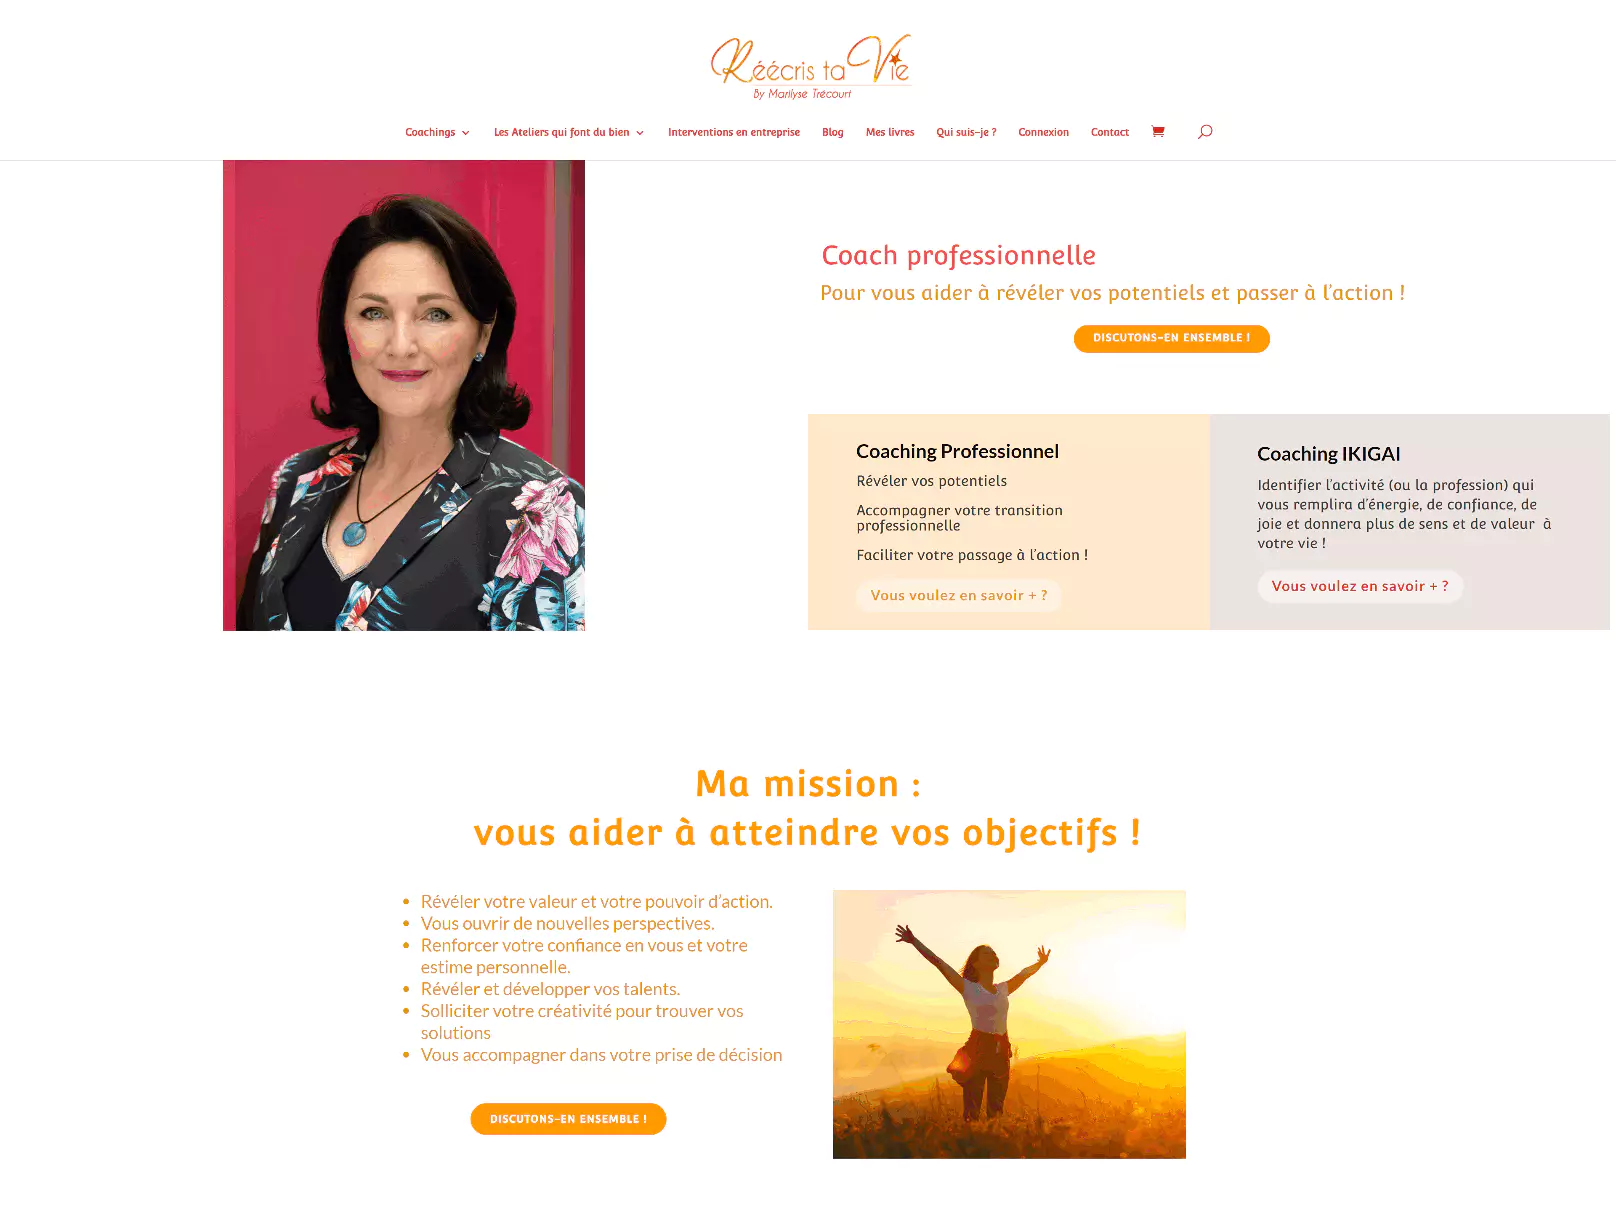 Réécris ta Vie
By Marilyse Trécourt
Coachings Les Ateliers qui font du bien Interventions en entreprise Blog Mes livres Qui suis-je ? Connexion Contact
Coach professionnelle
Pour vous aider à révéler vos potentiels et passer à l'action !
DISCUTONS-EN ENSEMBLE !
Coaching Professionnel
Révéler vos potentiels
Accompagner votre transition
professionnelle
Faciliter votre passage à l'action !
Vous voulez en savoir + ?
Coaching IKIGAI
Identifier l'activité (ou la profession) qui
vous remplira d'énergie, de confiance, de
joie et donnera plus de sens et de valeur à
votre vie !
Vous voulez en savoir + ?
Ma mission :
vous aider à atteindre vos objectifs !
Révéler votre valeur et votre pouvoir d'action.
Vous ouvrir de nouvelles perspectives.
Renforcer votre confiance en vous et votre
estime personnelle.
Révéler et développer vos talents.
Solliciter votre créativité pour trouver vos
solutions
Vous accompagner dans votre prise de décision
DISCUTONS-EN ENSEMBLE !